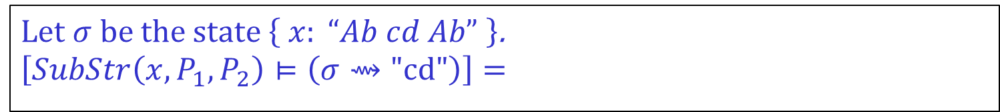 Let σ be the state { x: “Ab cd Ab” }.
[SubStr(x, P₁, P₂) ⊨ (σ ⇝ "cd")] =